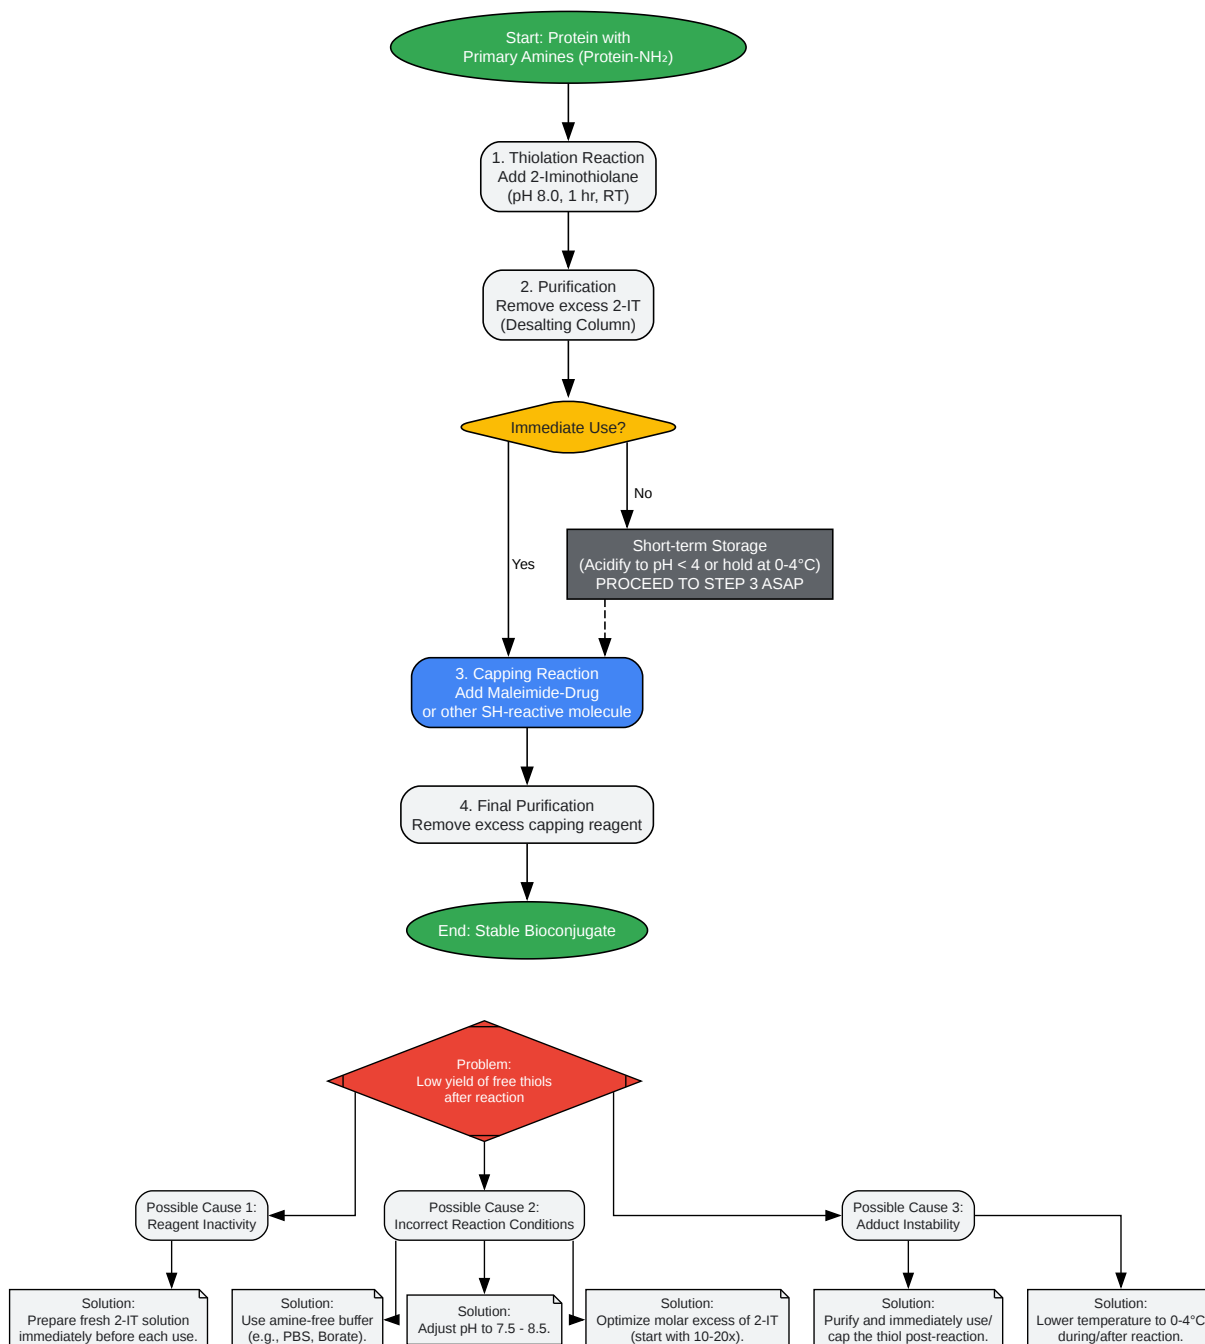 Start: Protein with
Primary Amines (Protein-NH₂)
1. Thiolation Reaction
Add 2-Iminothiolane
(pH 8.0, 1 hr, RT)
2. Purification
Remove excess 2-IT
(Desalting Column)
Immediate Use?
No
Yes
Short-term Storage
(Acidify to pH < 4 or hold at 0-4°C)
PROCEED TO STEP 3 ASAP
3. Capping Reaction
Add Maleimide-Drug
or other SH-reactive molecule
4. Final Purification
Remove excess capping reagent
End: Stable Bioconjugate
Problem:
Low yield of free thiols
after reaction
Possible Cause 1:
Reagent Inactivity
Possible Cause 2:
Incorrect Reaction Conditions
Possible Cause 3:
Adduct Instability
Solution:
Prepare fresh 2-IT solution
immediately before each use.
Solution:
Use amine-free buffer
(e.g., PBS, Borate).
Solution:
Adjust pH to 7.5 - 8.5.
Solution:
Optimize molar excess of 2-IT
(start with 10-20x).
Solution:
Purify and immediately use/
cap the thiol post-reaction.
Solution:
Lower temperature to 0-4°C
during/after reaction.